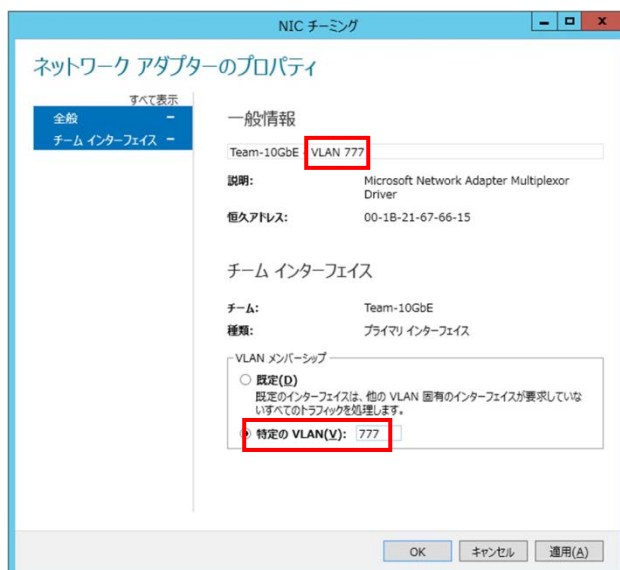 NIC チーミング
ネットワーク アダプターのプロパティ
すべて表示
全般
チーム インターフェイス
一般情報
Team-10GbE - VLAN 777
説明:
Microsoft Network Adapter Multiplexor
Driver
恒久アドレス:
00-1B-21-67-66-15
チーム インターフェイス
チーム:
Team-10GbE
種類:
プライマリ インターフェイス
VLAN メンバーシップ
既定(D)
既定のインターフェイスは、他の VLAN 固有のインターフェイスが要求していな
いすべてのトラフィックを処理します。
特定の VLAN(V): 777
OK キャンセル 適用(A)